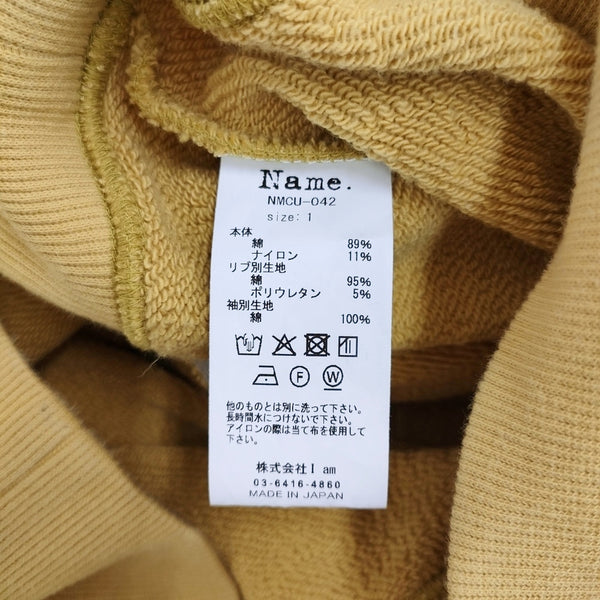 Name.
NMCU-042
size: 1
本体
綿 89%
ナイロン 11%
リブ別生地
綿 95%
ポリウレタン 5%
袖別生地
綿 100%
F W
他のものとは別に洗って下さい。
長時間水につけないで下さい。
アイロンの際は当て布を使用して
下さい。
株式会社I am
03-6416-4860
MADE IN JAPAN